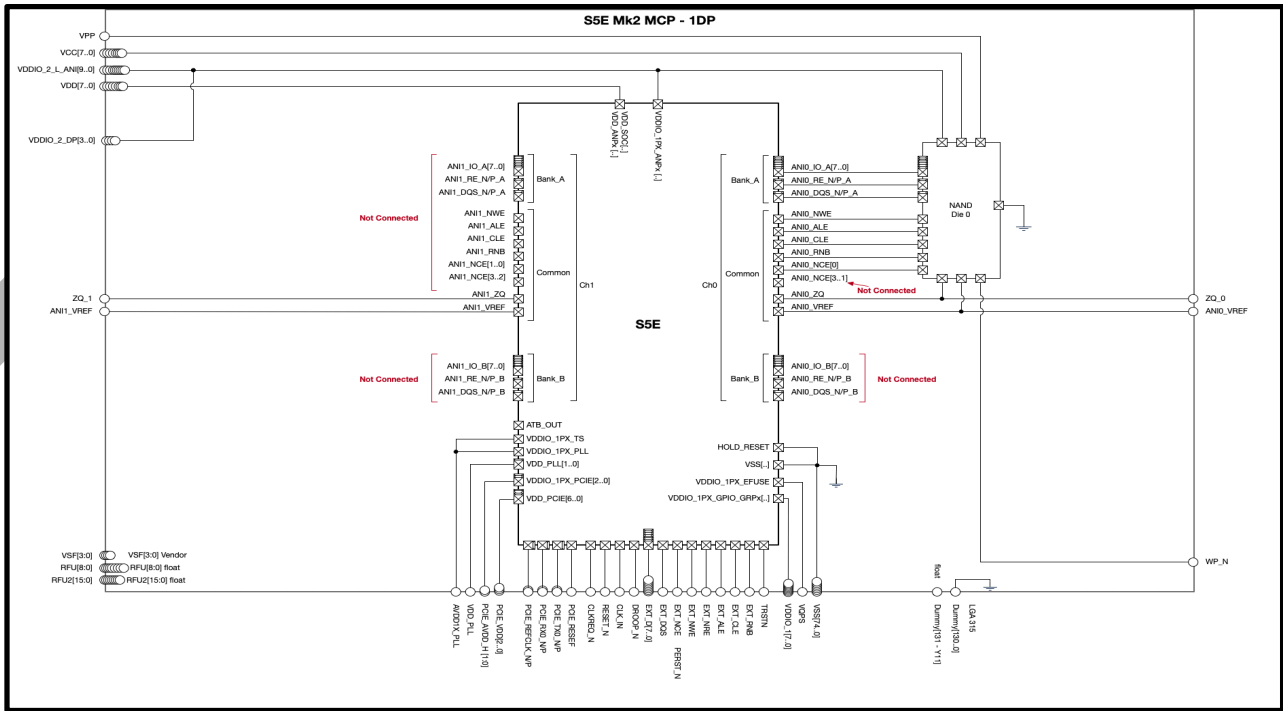 S5E Mk2 MCP - 1DP
VPP
VCC[7..0]
VDDIO_2_L_ANI[9..0]
VDD[7..0]
VDDIO_2_DP[3..0]
VDD_SOC[..]
VDD_ANPx [..]
VDDIO_1PX_ANPx [..]
ANI1_IO_A[7..0]
ANI1_RE_N/P_A
ANI1_DQS_N/P_A
Bank_A
Not Connected
ANI1_NWE
ANI1_ALE
ANI1_CLE
ANI1_RNB
ANI1_NCE[1..0]
ANI1_NCE[3..2]
Common
Ch1
ZQ_1
ANI1_ZQ
ANI1_VREF
ANI1_VREF
ANI1_IO_B[7..0]
ANI1_RE_N/P_B
ANI1_DQS_N/P_B
Bank_B
Not Connected
S5E
Bank_A
ANI0_IO_A[7..0]
ANI0_RE_N/P_A
ANI0_DQS_N/P_A
NAND
Die 0
Ch0
Common
ANI0_NWE
ANI0_ALE
ANI0_CLE
ANI0_RNB
ANI0_NCE[0]
ANI0_NCE[3..1]
Not Connected
ANI0_ZQ
ANI0_VREF
ZQ_0
ANI0_VREF
Bank_B
ANI0_IO_B[7..0]
ANI0_RE_N/P_B
ANI0_DQS_N/P_B
Not Connected
ATB_OUT
VDDIO_1PX_TS
VDDIO_1PX_PLL
VDD_PLL[1..0]
VDDIO_1PX_PCIE[2..0]
VDD_PCIE[6..0]
HOLD_RESET
VSS[..]
VDDIO_1PX_EFUSE
VDDIO_1PX_GPIO_GRPx[..]
VSF[3:0]
VSF[3:0] Vendor
RFU[8:0]
RFU[8:0] float
RFU2[15:0]
RFU2[15:0] float
WP_N
AVDD1X_PLL
VDD_PLL
PCIE_AVDD_H [1:0]
PCIE_VDD[2..0]
PCIE_REFCLK_N/P
PCIE_RX0_N/P
PCIE_TX0_N/P
PCIE_RESEF
CLKREQ_N
RESET_N
CLK_IN
DROOP_N
EXT_D[7..0]
EXT_DQS
EXT_NCE PERST_N
EXT_NWE
EXT_NRE
EXT_ALE
EXT_CLE
EXT_RNB
TRSTN
VDDIO_1[7..0]
VQPS
VSS[74..0]
float
Dummy[131 - Y11]
Dummy[130..0]
LGA 315